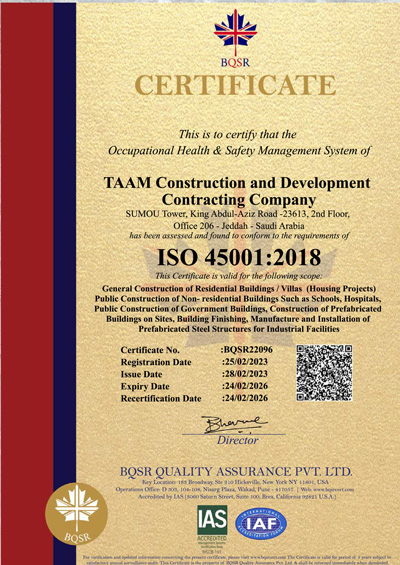 BQSR
CERTIFICATE
This is to certify that the
Occupational Health & Safety Management System of
TAAM Construction and Development
Contracting Company
SUMOU Tower, King Abdul-Aziz Road -23613, 2nd Floor,
Office 206 - Jeddah - Saudi Arabia
has been assessed and found to conform to the requirements of
ISO 45001:2018
This Certificate is valid for the following scope:
General Construction of Residential Buildings / Villas (Housing Projects)
Public Construction of Non- residential Buildings Such as Schools, Hospitals,
Public Construction of Government Buildings, Construction of Prefabricated
Buildings on Sites, Building Finishing, Manufacture and Installation of
Prefabricated Steel Structures for Industrial Facilities
Certificate No. :BQSR22096
Registration Date :25/02/2023
Issue Date :28/02/2023
Expiry Date :24/02/2026
Recertification Date :24/02/2026
Director
BQSR QUALITY ASSURANCE PVT. LTD.
Key Location: 183 Broadway, Ste 210 Hicksville, New York NY 11801, USA
Operations Office: D 303, 104-106, Nisarg Plaza, Wakad, Pune - 411057. | Web: www.bqsrcert.com
Accredited by IAS (3060 Saturn Street, Suite 100, Brea, California 92821 U.S.A.)
BQSR
IAS
ACCREDITED
IAF
For verification and updated information concerning the present certificate, please visit www.bqsrcert.com The Certificate is valid for period of 3 years subject to
satisfactory annual surveillance audit. This Certificate is the property of BQSR Quality Assurance Pvt. Ltd. & shall be returned immediately when demanded